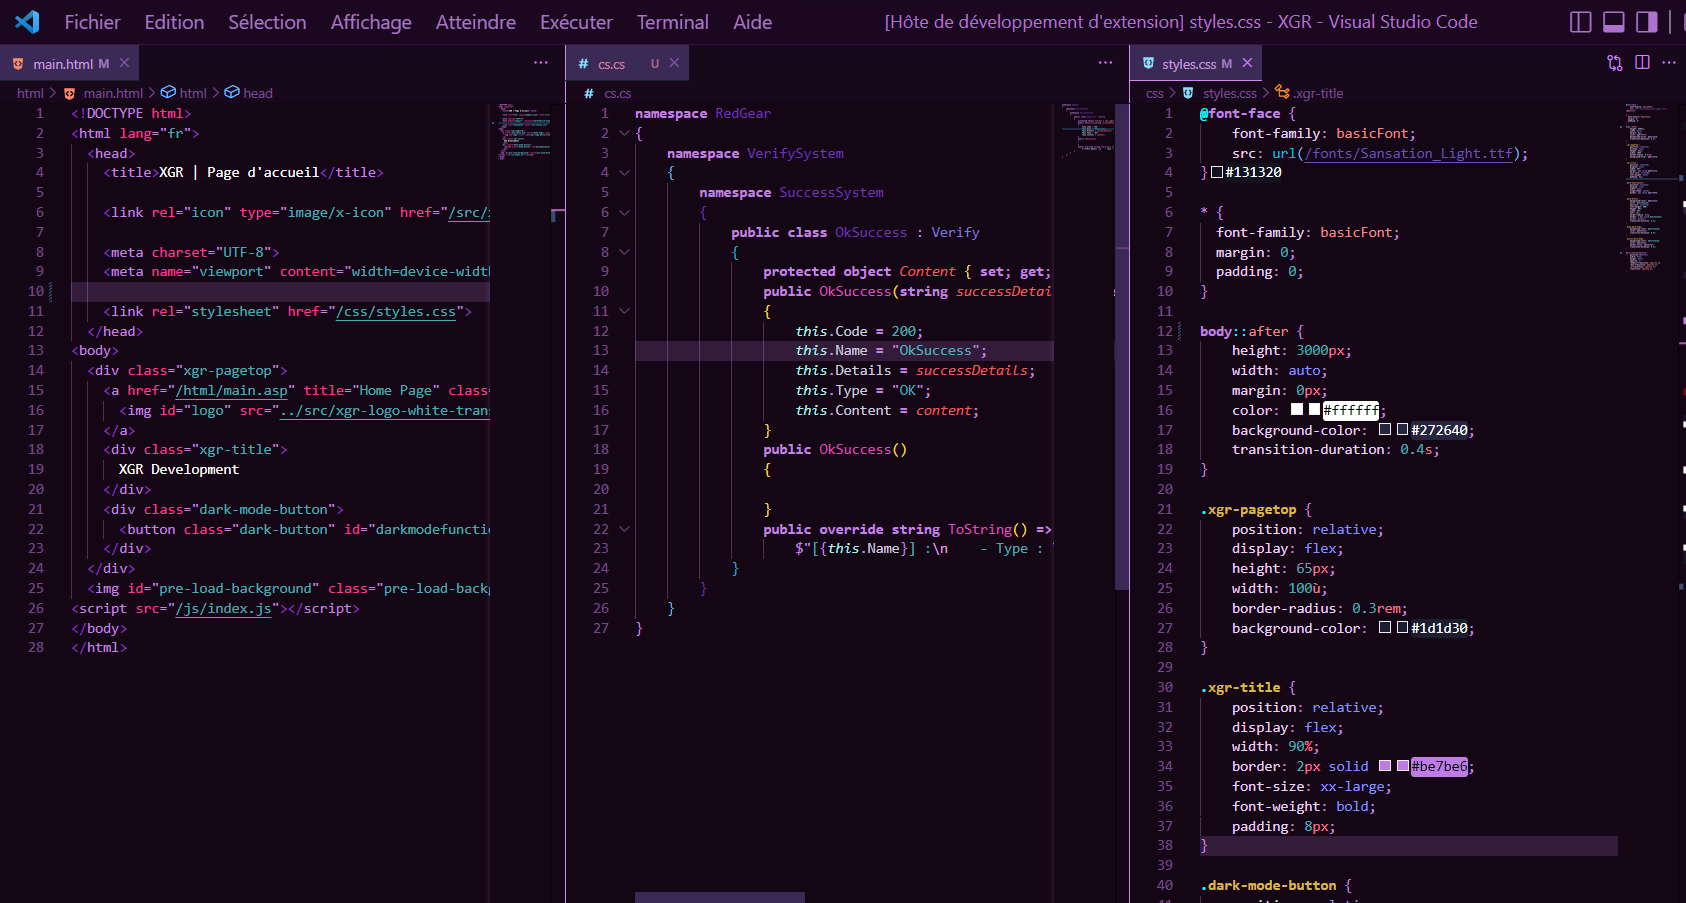 Fichier Edition Sélection Affichage Atteindre Exécuter Terminal Aide [Hôte de développement d'extension] styles.css - XGR - Visual Studio Code
main.html M
html > main.html > html > head
1 <!DOCTYPE html>
2 <html lang="fr">
3 <head>
4 <title>XGR | Page d'accueil</title>
5
6 <link rel="icon" type="image/x-icon" href="/src/
7
8 <meta charset="UTF-8">
9 <meta name="viewport" content="width=device-widt
10
11 <link rel="stylesheet" href="/css/styles.css">
12 </head>
13 <body>
14 <div class="xgr-pagetop">
15 <a href="/html/main.asp" title="Home Page" class=
16 <img id="logo" src="../src/xgr-logo-white-tran
17 </a>
18 <div class="xgr-title">
19 XGR Development
20 </div>
21 <div class="dark-mode-button">
22 <button class="dark-button" id="darkmodefuncti
23 </div>
24 </div>
25 <img id="pre-load-background" class="pre-load-back
26 <script src="/js/index.js"></script>
27 </body>
28 </html>
# cs.cs U
# cs.cs
1 namespace RedGear
2 {
3 namespace VerifySystem
4 {
5 namespace SuccessSystem
6 {
7 public class OkSuccess : Verify
8 {
9 protected object Content { set; get;
10 public OkSuccess(string successDetai
11 {
12 this.Code = 200;
13 this.Name = "OkSuccess";
14 this.Details = successDetails;
15 this.Type = "OK";
16 this.Content = content;
17 }
18 public OkSuccess()
19 {
20
21 }
22 public override string ToString() =>
23 $"[{this.Name}] :\n    - Type :
24 }
25 }
26 }
27 }
styles.css M
css > styles.css > .xgr-title
1 @font-face {
2 font-family: basicFont;
3 src: url(/fonts/Sansation_Light.ttf);
4 }#131320
5
6 * {
7 font-family: basicFont;
8 margin: 0;
9 padding: 0;
10 }
11
12 body::after {
13 height: 3000px;
14 width: auto;
15 margin: 0px;
16 color: #ffffff;
17 background-color: #272640;
18 transition-duration: 0.4s;
19 }
20
21 .xgr-pagetop {
22 position: relative;
23 display: flex;
24 height: 65px;
25 width: 100ù;
26 border-radius: 0.3rem;
27 background-color: #1d1d30;
28 }
29
30 .xgr-title {
31 position: relative;
32 display: flex;
33 width: 90%;
34 border: 2px solid #be7be6;
35 font-size: xx-large;
36 font-weight: bold;
37 padding: 8px;
38 }
39
40 .dark-mode-button {